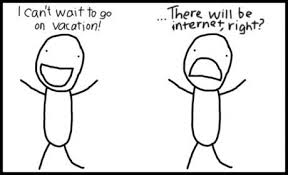 I can't wait to go
on vacation!
...There will be
internet, right?